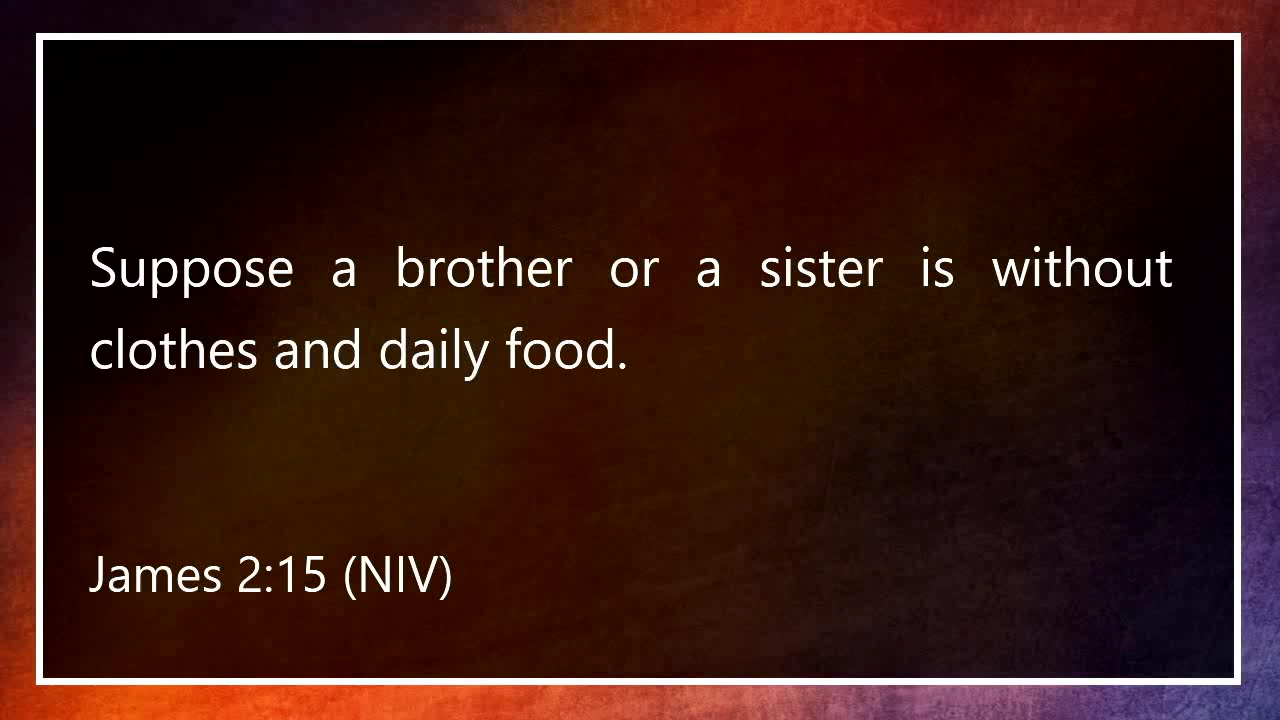 Suppose a brother or a sister is without
clothes and daily food.
James 2:15 (NIV)